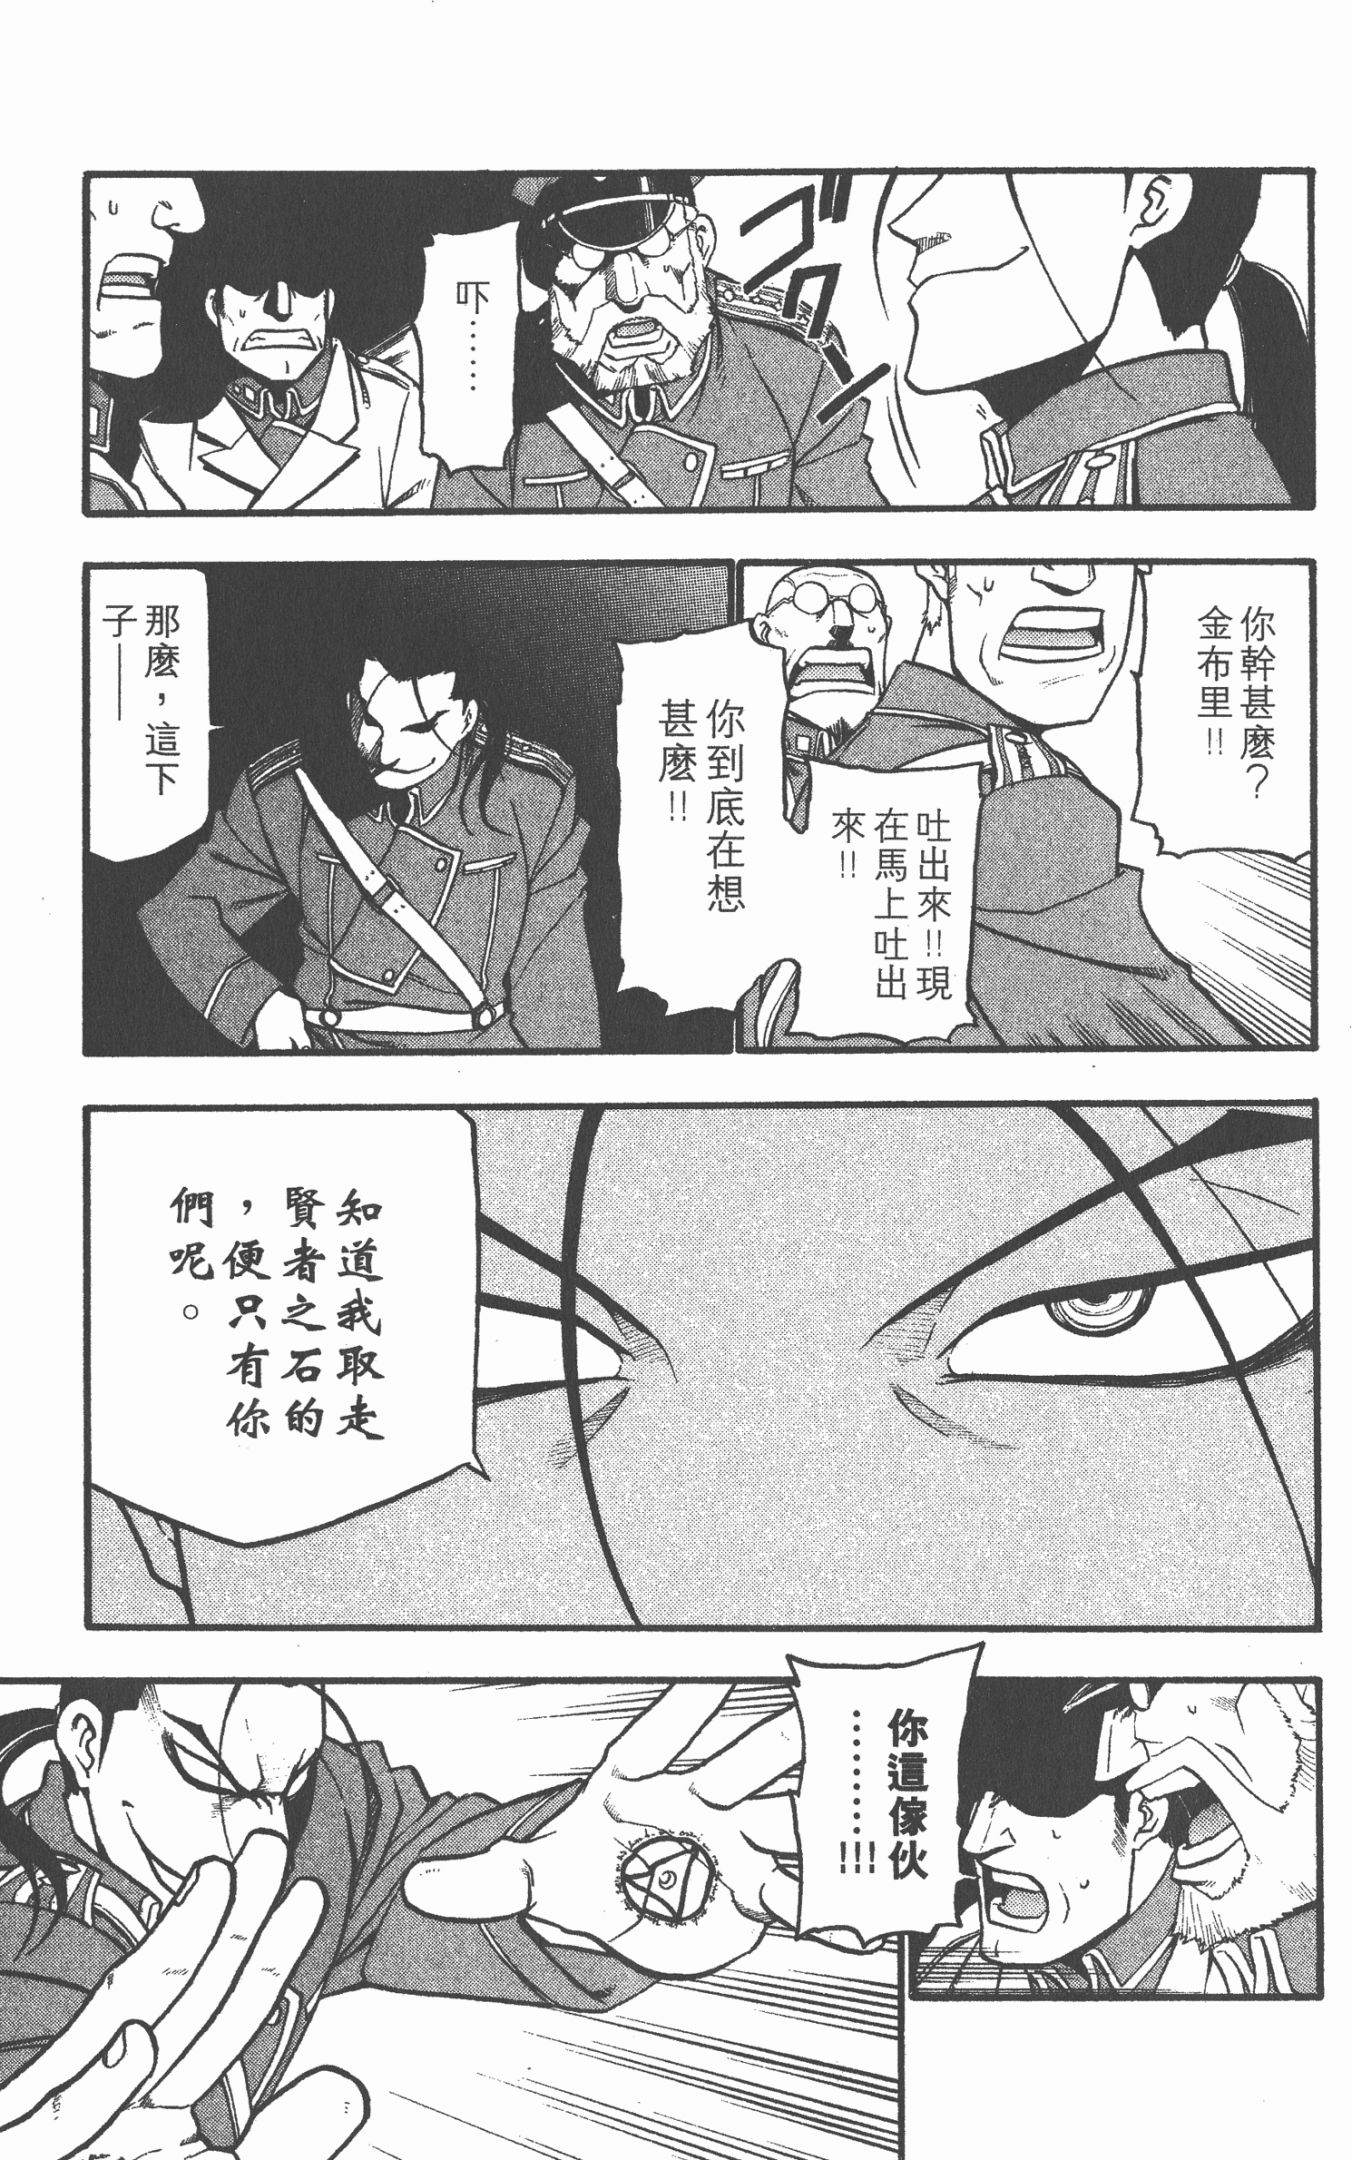 ゴクン
吓……
你幹甚麼?
金布里!!
吐出來!!現
在馬上吐出
來!!
你到底在想
甚麼!!
那麼，這下
子——
知道我取走
賢者之石的
，便只有你
們呢。
你這傢伙
………!!!